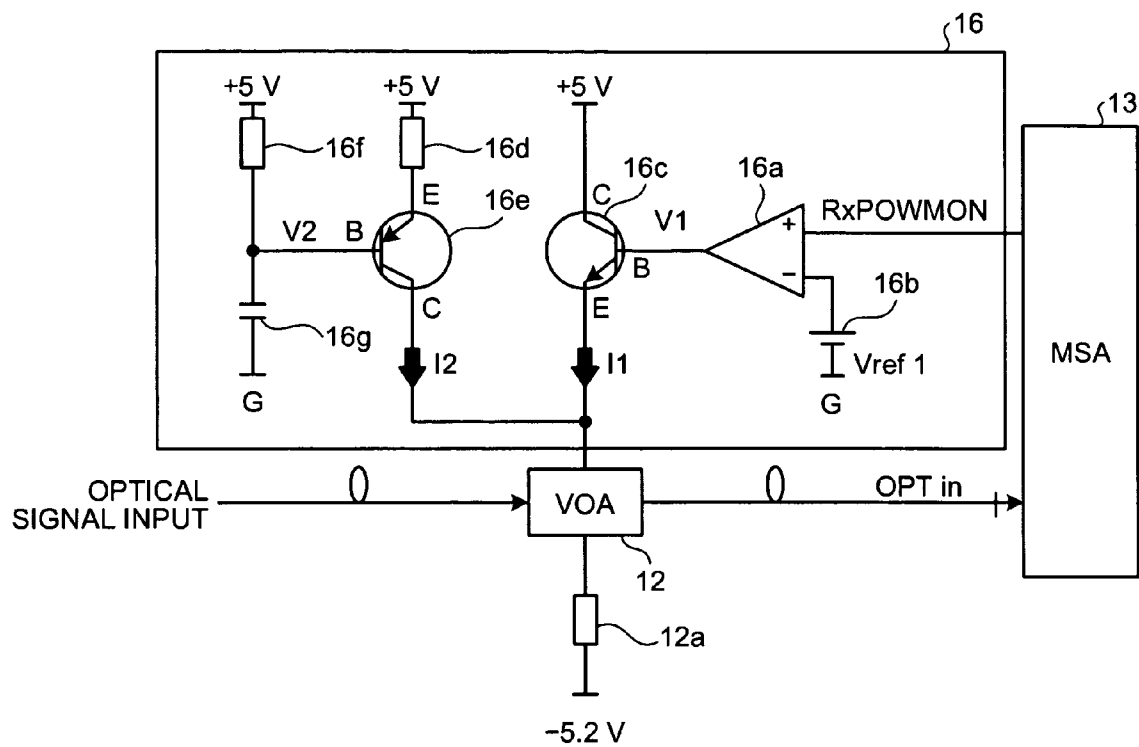 16
+5 V
+5 V
+5 V
13
16f
16d
16c
16a
E
C
RxPOWMON
16e
V2
B
V1
+
B
−
16b
C
E
16g
I2
I1
Vref 1
MSA
G
G
OPTICAL
SIGNAL INPUT
VOA
OPT in
12
12a
−5.2 V